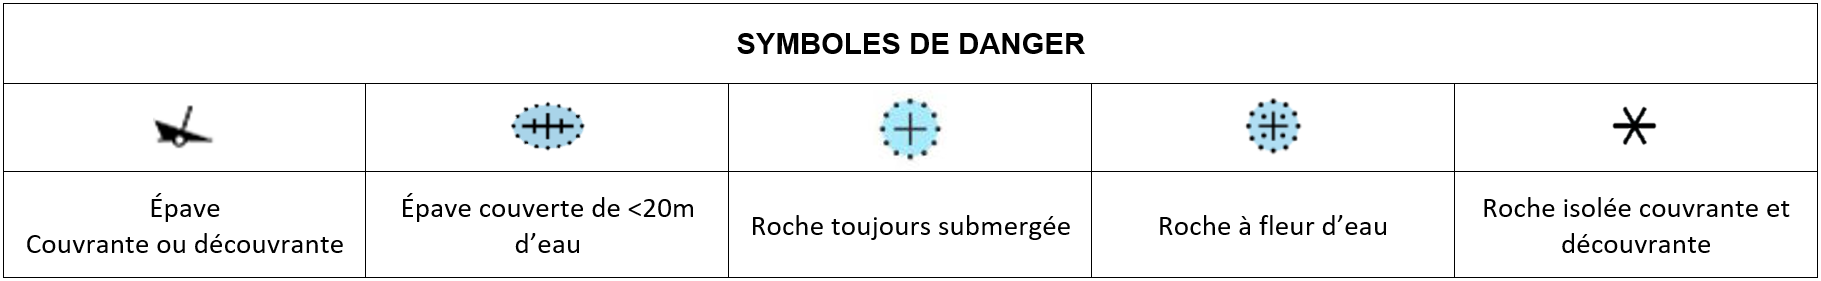 SYMBOLES DE DANGER
Épave
Couvrante ou découvrante
Épave couverte de <20m
d’eau
Roche toujours submergée
Roche à fleur d’eau
Roche isolée couvrante et
découvrante